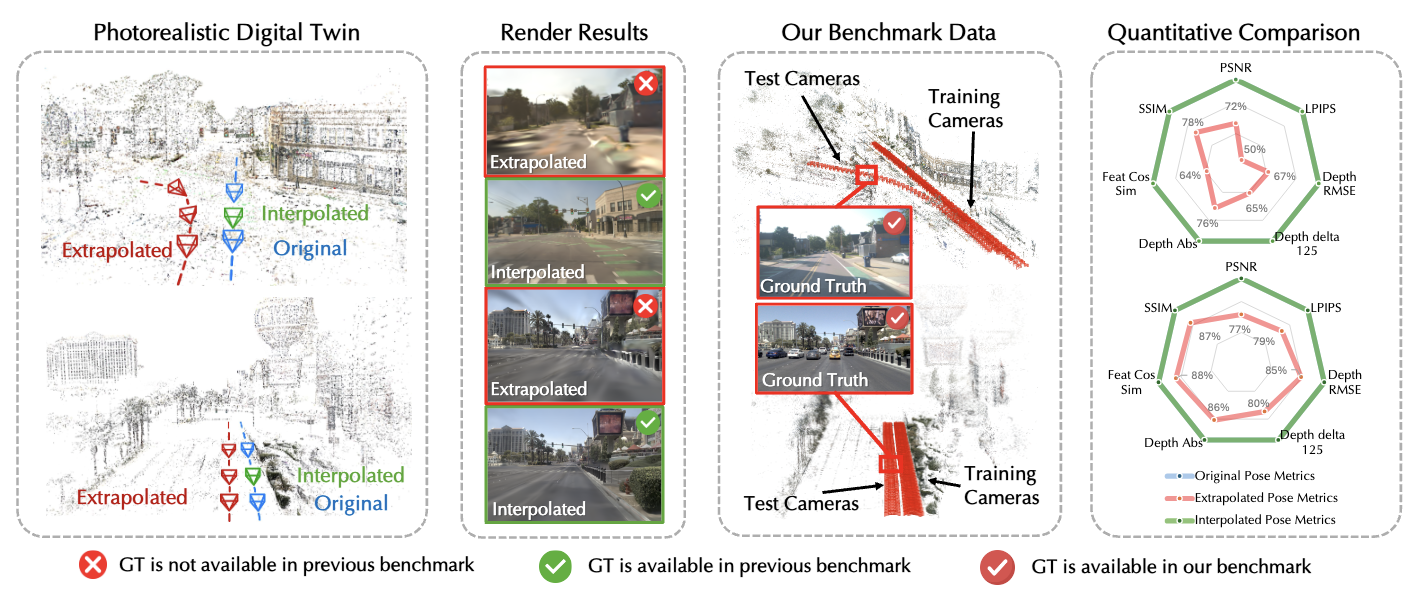 Photorealistic Digital Twin
Extrapolated
Interpolated
Original
Extrapolated
Interpolated
Original
Render Results
Extrapolated
Interpolated
Extrapolated
Interpolated
Our Benchmark Data
Test Cameras
Training
Cameras
Ground Truth
Ground Truth
Test Cameras
Training
Cameras
Quantitative Comparison
PSNR
SSIM
LPIPS
72%
78%
50%
64%
67%
Feat Cos
Sim
Depth
RMSE
65%
76%
Depth Abs
Depth delta
125
PSNR
SSIM
LPIPS
77%
87%
79%
88%
85%
Feat Cos
Sim
Depth
RMSE
86%
80%
Depth Abs
Depth delta
125
Original Pose Metrics
Extrapolated Pose Metrics
Interpolated Pose Metrics
GT is not available in previous benchmark
GT is available in previous benchmark
GT is available in our benchmark